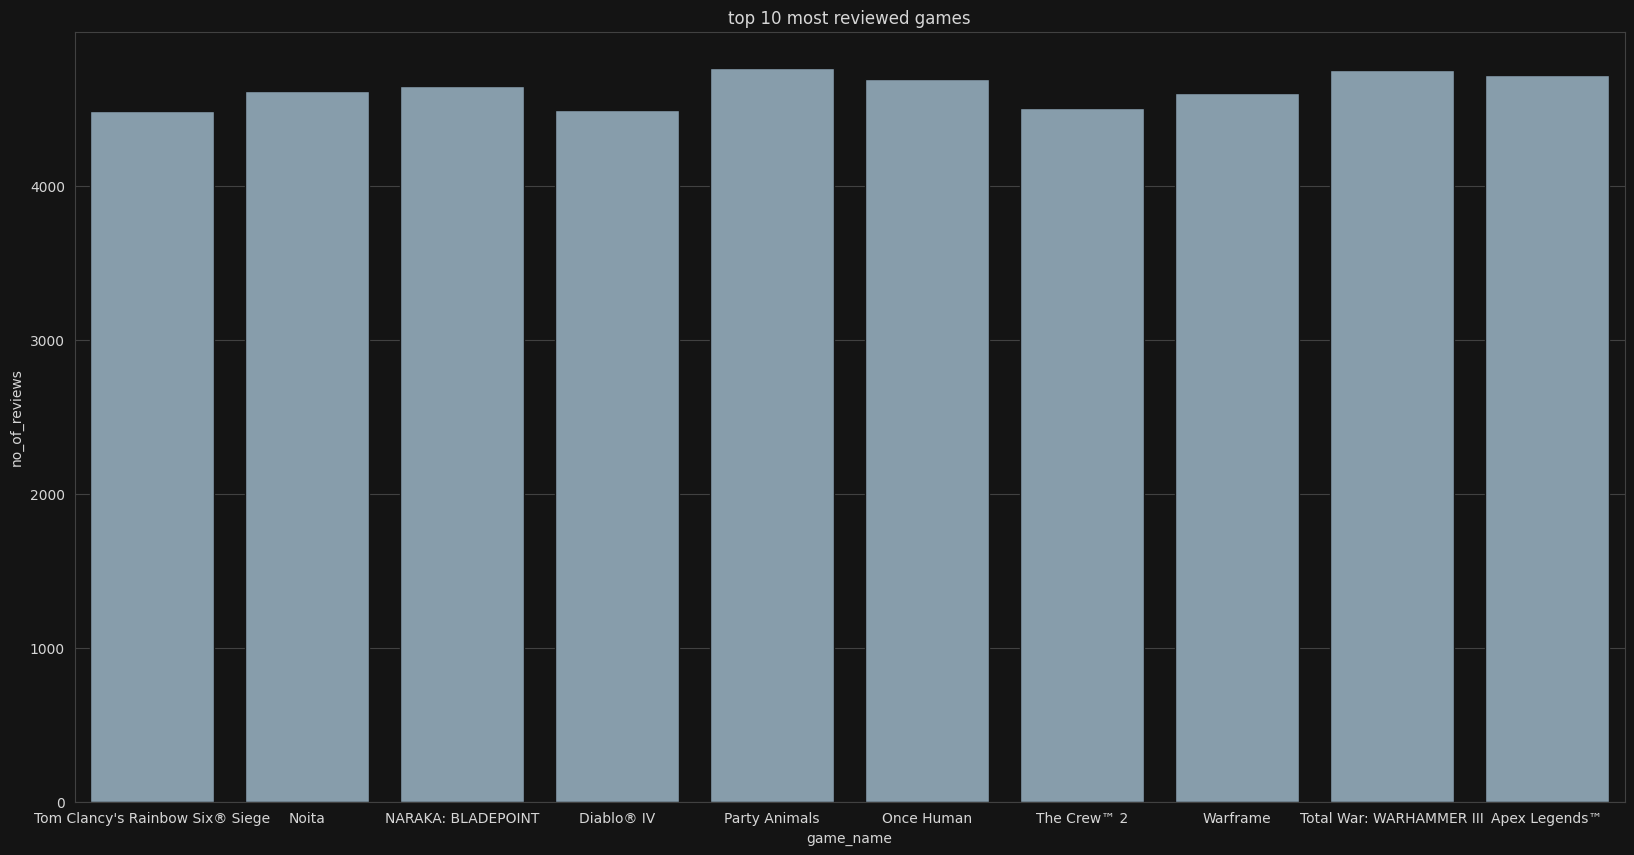 top 10 most reviewed games
no_of_reviews
4000
3000
2000
1000
0
Tom Clancy's Rainbow Six® Siege
Noita
NARAKA: BLADEPOINT
Diablo® IV
Party Animals
Once Human
The Crew™ 2
Warframe
Total War: WARHAMMER III
Apex Legends™
game_name